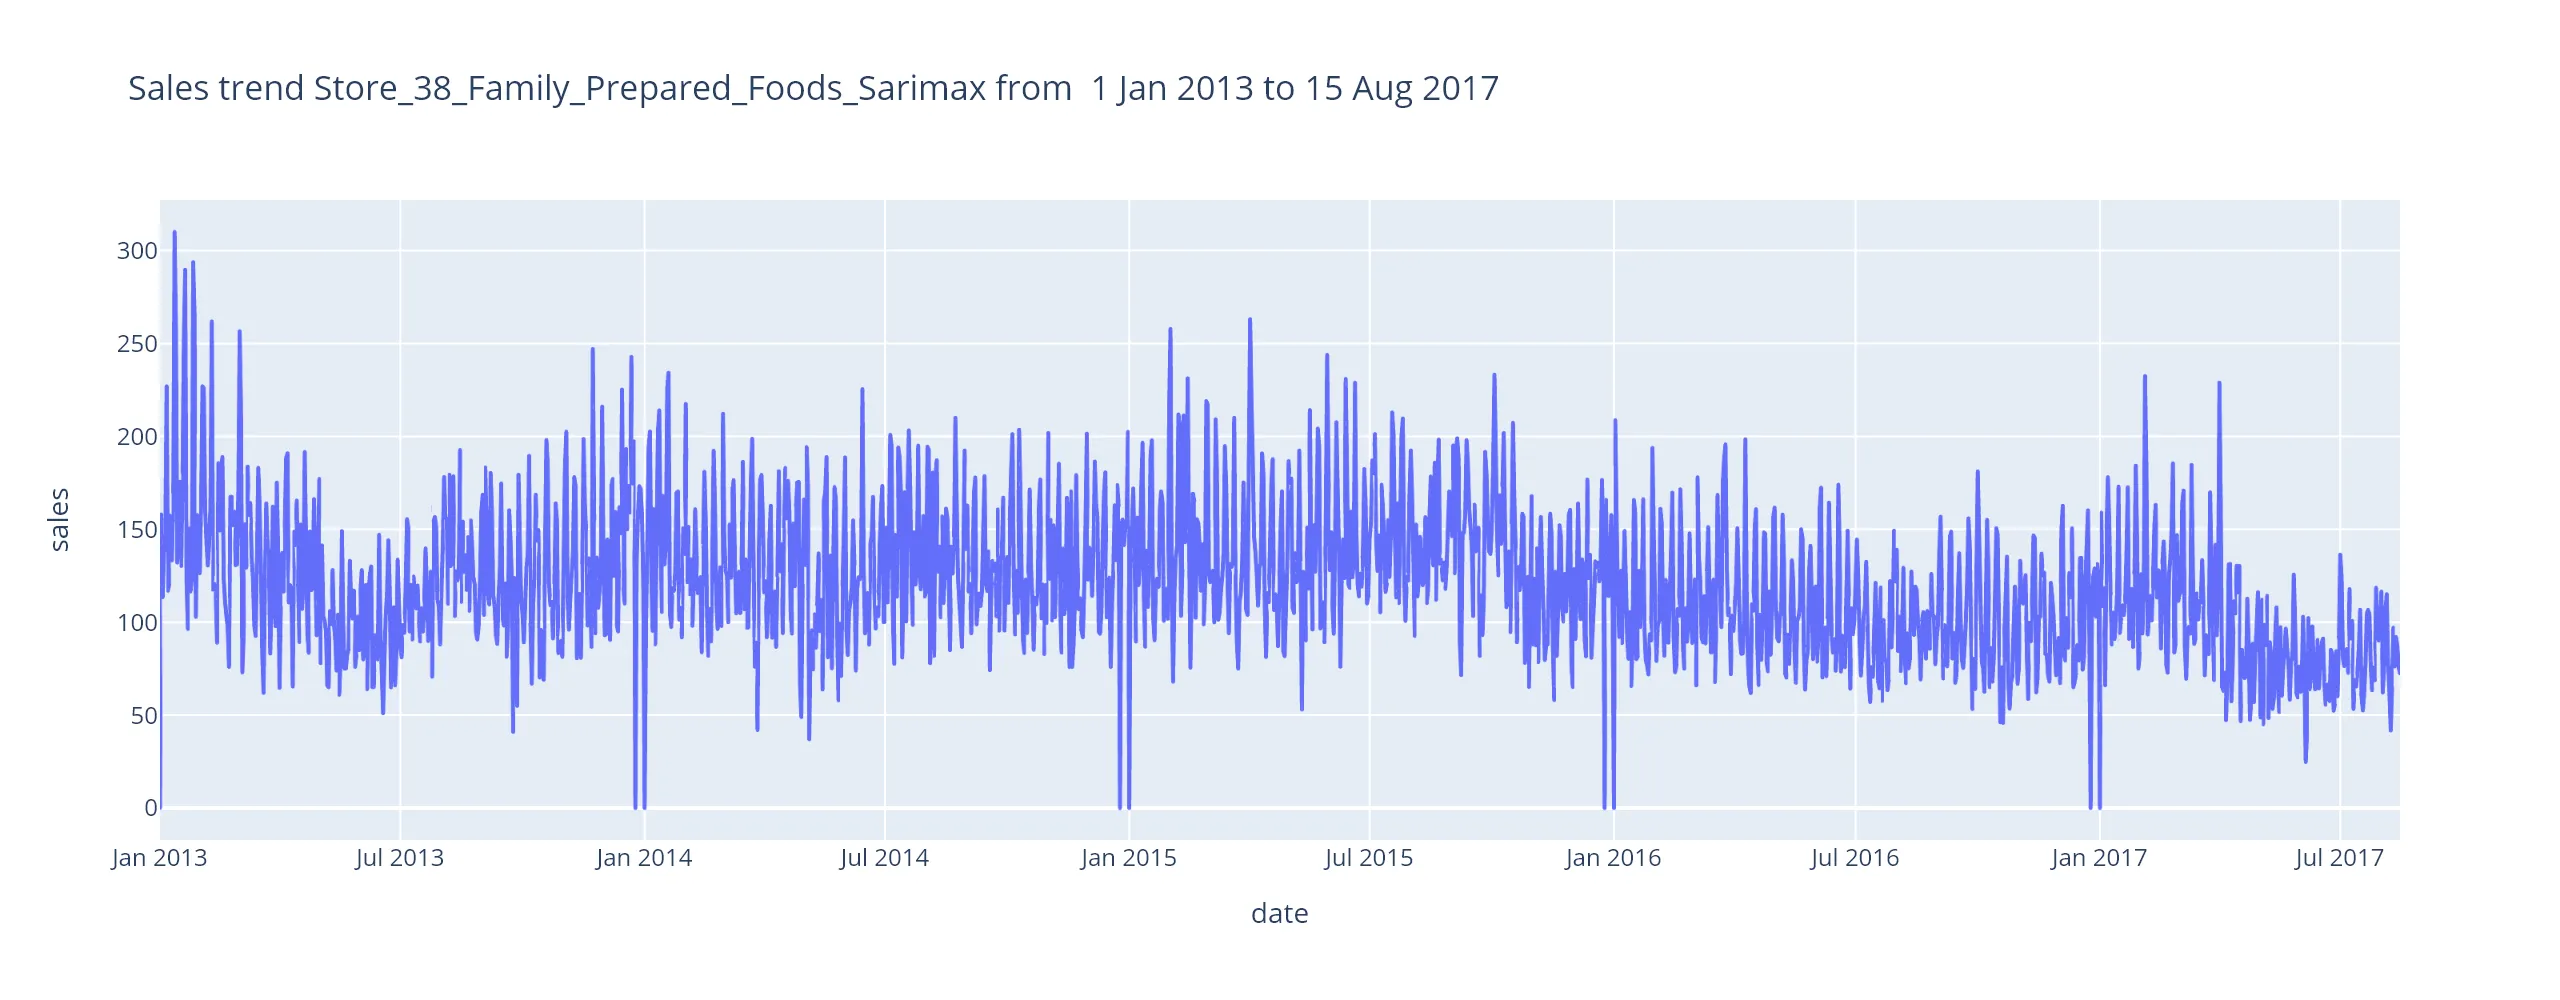 Sales trend Store_38_Family_Prepared_Foods_Sarimax from  1 Jan 2013 to 15 Aug 2017
300
250
200
150
100
50
0
sales
Jan 2013 Jul 2013 Jan 2014 Jul 2014 Jan 2015 Jul 2015 Jan 2016 Jul 2016 Jan 2017 Jul 2017
date